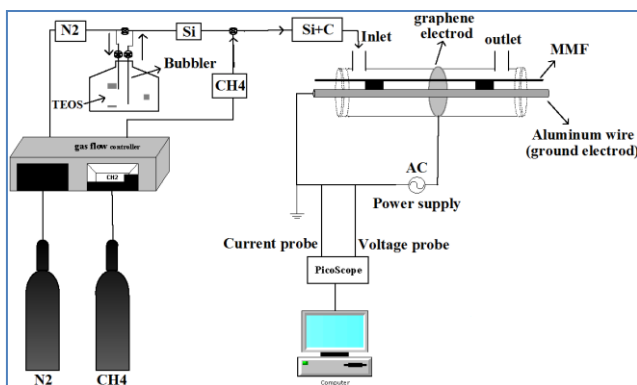 graphene
electrod
N2
Si
Si+C
Inlet
outlet
MMF
Bubbler
TEOS
CH4
Aluminum wire
(ground electrod)
gas flow controller
CH2
AC
Power supply
Current probe
Voltage probe
PicoScope
N2
CH4
Computer